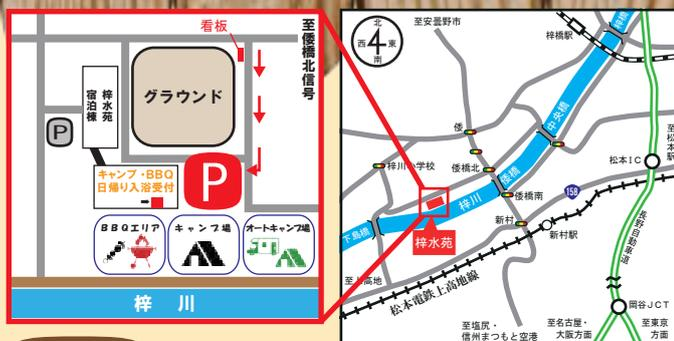 看板
至倭橋北信号
グラウンド
梓水苑
宿泊棟
P
キャンプ・BBQ
日帰り入浴受付
P
BBQエリア
キャンプ場
オートキャンプ場
梓 川
北
西 東
南
至安曇野市
梓橋駅
梓橋
中央橋
倭
梓川小学校
倭橋北
倭橋
倭橋南
梓川
下島橋
梓水苑
新村
新村駅
158
松本IC
至松本駅
長野自動車道
至上高地
松本電鉄上高地線
至塩尻・
信州まつもと空港
岡谷JCT
至名古屋・
大阪方面
至東京
方面